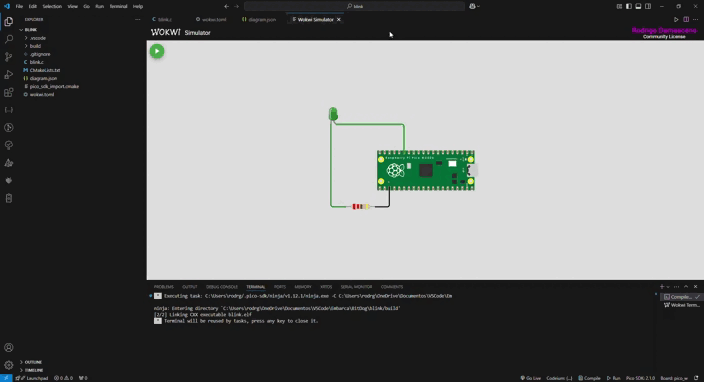 File Edit Selection View Go Run Terminal Help
blink
EXPLORER
blink.c
wokwi.toml
diagram.json
Wokwi Simulator
BLINK
.vscode
build
.gitignore
blink.c
CMakeLists.txt
diagram.json
pico_sdk_import.cmake
wokwi.toml
WOKWI Simulator
Rodrigo Damasceno
Community License
Raspberry Pi Pico
PROBLEMS OUTPUT DEBUG CONSOLE TERMINAL PORTS MEMORY XRTOS SERIAL MONITOR COMMENTS
* Executing task: C:\Users\rodrg/.pico-sdk/ninja/v1.12.1/ninja.exe -C C:\Users\rodrg\OneDrive\Documentos\VSCode\Em
ninja: Entering directory `C:\Users\rodrg\OneDrive\Documentos\VSCode\Embarca\BitDog\blink/build'
[2/2] Linking CXX executable blink.elf
* Terminal will be reused by tasks, press any key to close it.
Compile...
Wokwi Term...
OUTLINE
TIMELINE
Launchpad 0 0 0
Go Live Codeium: {...} Compile Run Pico SDK: 2.1.0 Board: pico_w